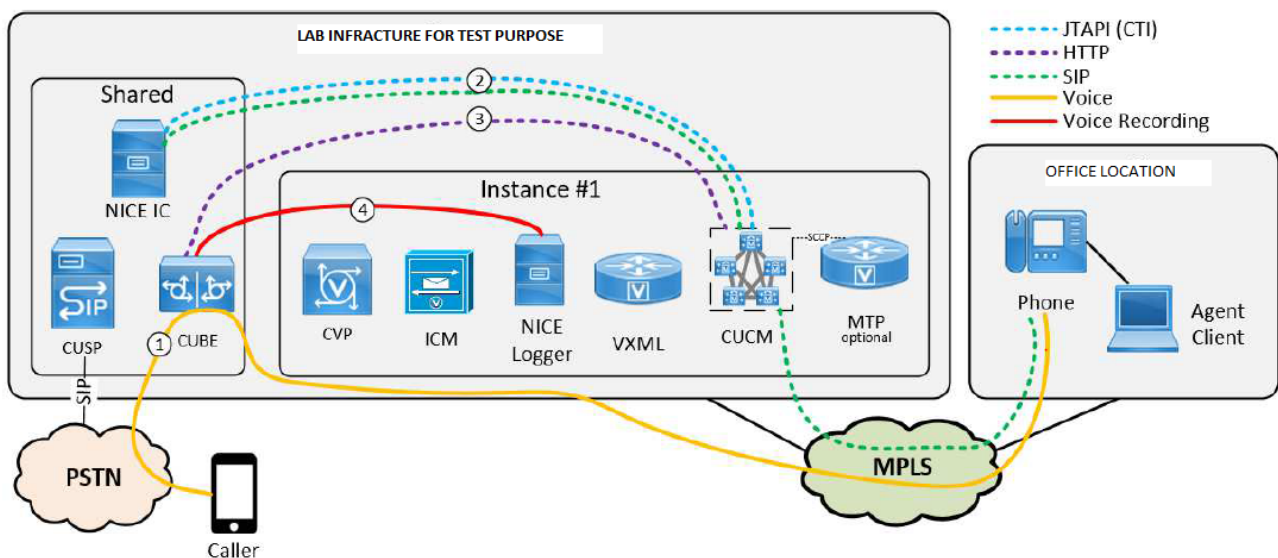 LAB INFRACTURE FOR TEST PURPOSE
JTAPI (CTI)
HTTP
SIP
Voice
Voice Recording
Shared
NICE IC
SIP
CUSP
CUBE
Instance #1
CVP
V
ICM
V
NICE
Logger
VXML
V
CUCM
SCCP
MTP
optional
V
OFFICE LOCATION
Phone
Agent
Client
1
2
3
4
SIP
PSTN
Caller
MPLS